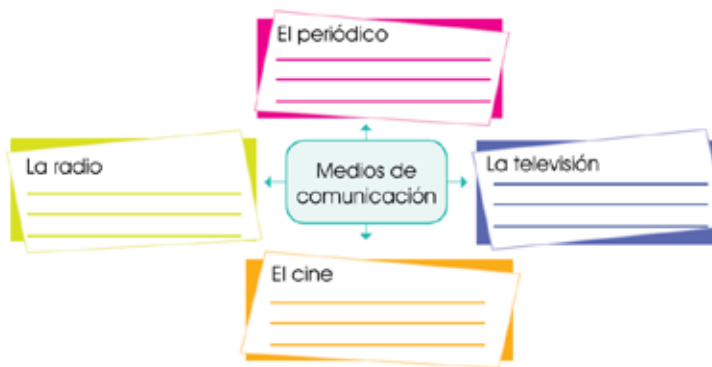 El periódico
La radio
Medios de
comunicación
La televisión
El cine